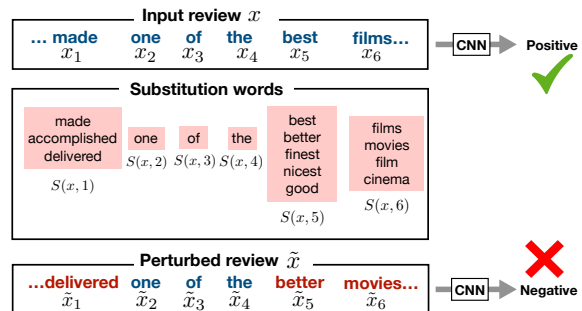 Input review x
... made one of the best films...
x₁ x₂ x₃ x₄ x₅ x₆
CNN
Positive
Substitution words
made
accomplished
delivered
S(x, 1)
one
S(x, 2)
of
S(x, 3)
the
S(x, 4)
best
better
finest
nicest
good
S(x, 5)
films
movies
film
cinema
S(x, 6)
Perturbed review x̃
...delivered one of the better movies...
x̃₁ x̃₂ x̃₃ x̃₄ x̃₅ x̃₆
CNN
Negative